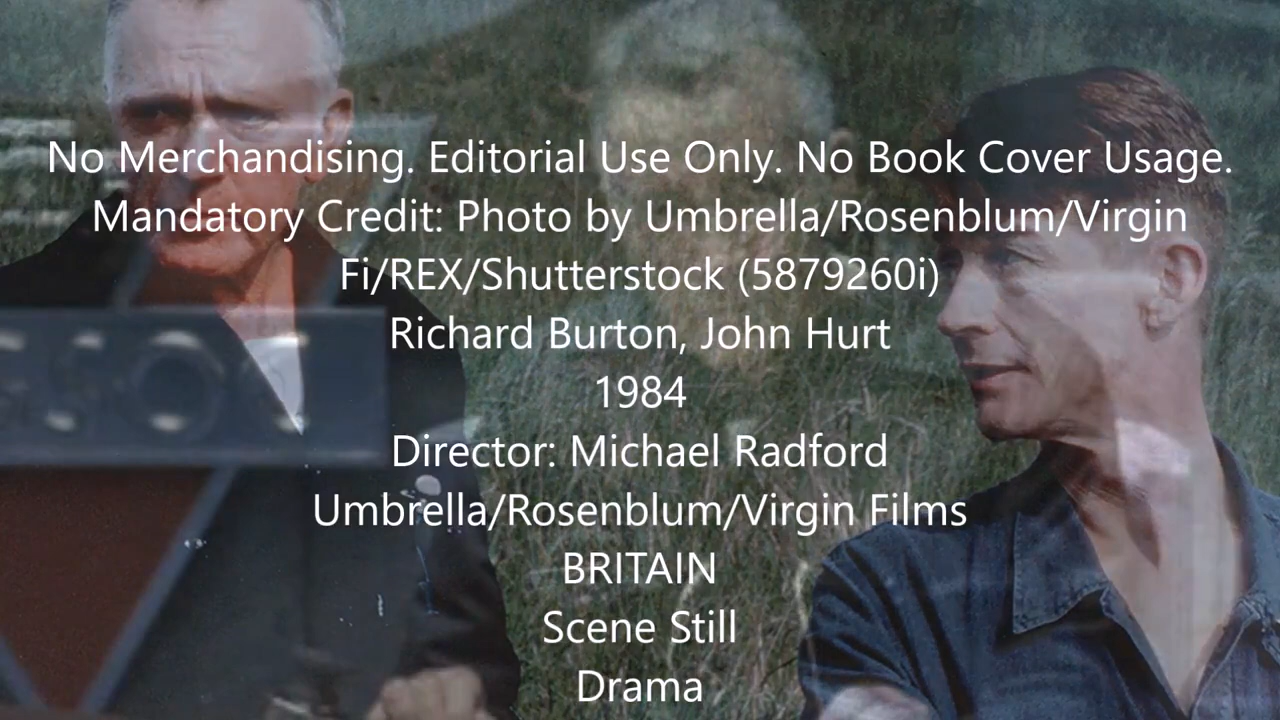 No Merchandising. Editorial Use Only. No Book Cover Usage.
Mandatory Credit: Photo by Umbrella/Rosenblum/Virgin
Fi/REX/Shutterstock (5879260i)
Richard Burton, John Hurt
1984
Director: Michael Radford
Umbrella/Rosenblum/Virgin Films
BRITAIN
Scene Still
Drama